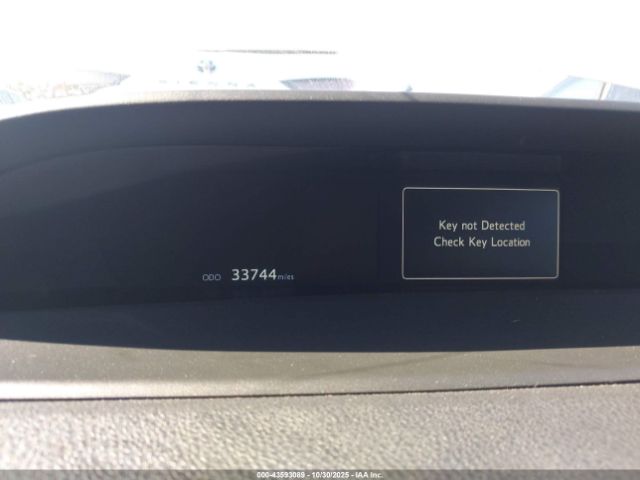 Key not Detected
Check Key Location
ODO 33744 miles
000-43593089 - 10/30/2025 - IAA Inc.